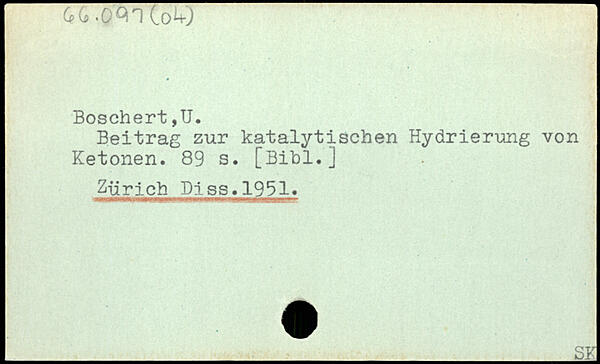 66.097(04)
Boschert,U.
Beitrag zur katalytischen Hydrierung von
Ketonen. 89 s. [Bibl.]
Zürich Diss.1951.
SK